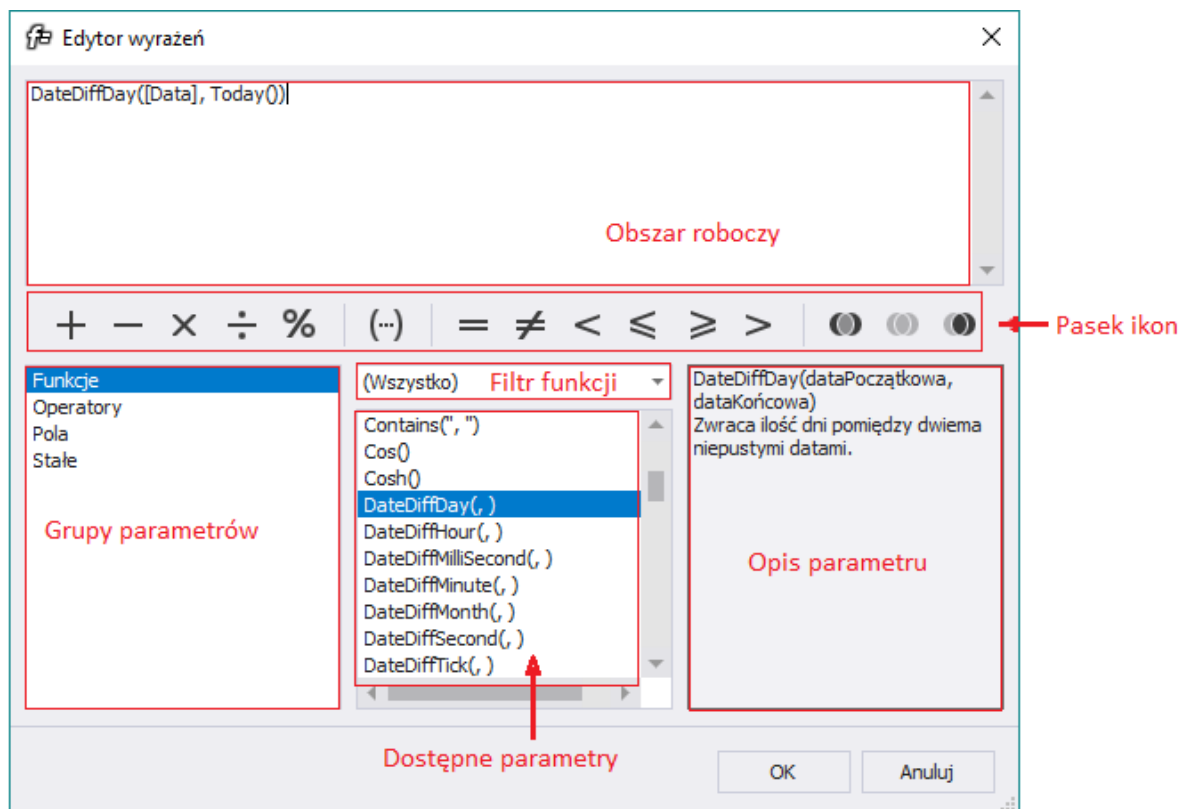 Edytor wyrażeń
DateDiffDay([Data], Today())
Obszar roboczy
+ − × ÷ % (...) = ≠ < ⩽ ⩾ >
Pasek ikon
Funkcje
Operatory
Pola
Stałe
Grupy parametrów
(Wszystko) Filtr funkcji
Contains('', '')
Cos()
Cosh()
DateDiffDay(, )
DateDiffHour(, )
DateDiffMilliSecond(, )
DateDiffMinute(, )
DateDiffMonth(, )
DateDiffSecond(, )
DateDiffTick(, )
Dostępne parametry
DateDiffDay(dataPoczątkowa,
dataKońcowa)
Zwraca ilość dni pomiędzy dwiema
niepustymi datami.
Opis parametru
OK Anuluj